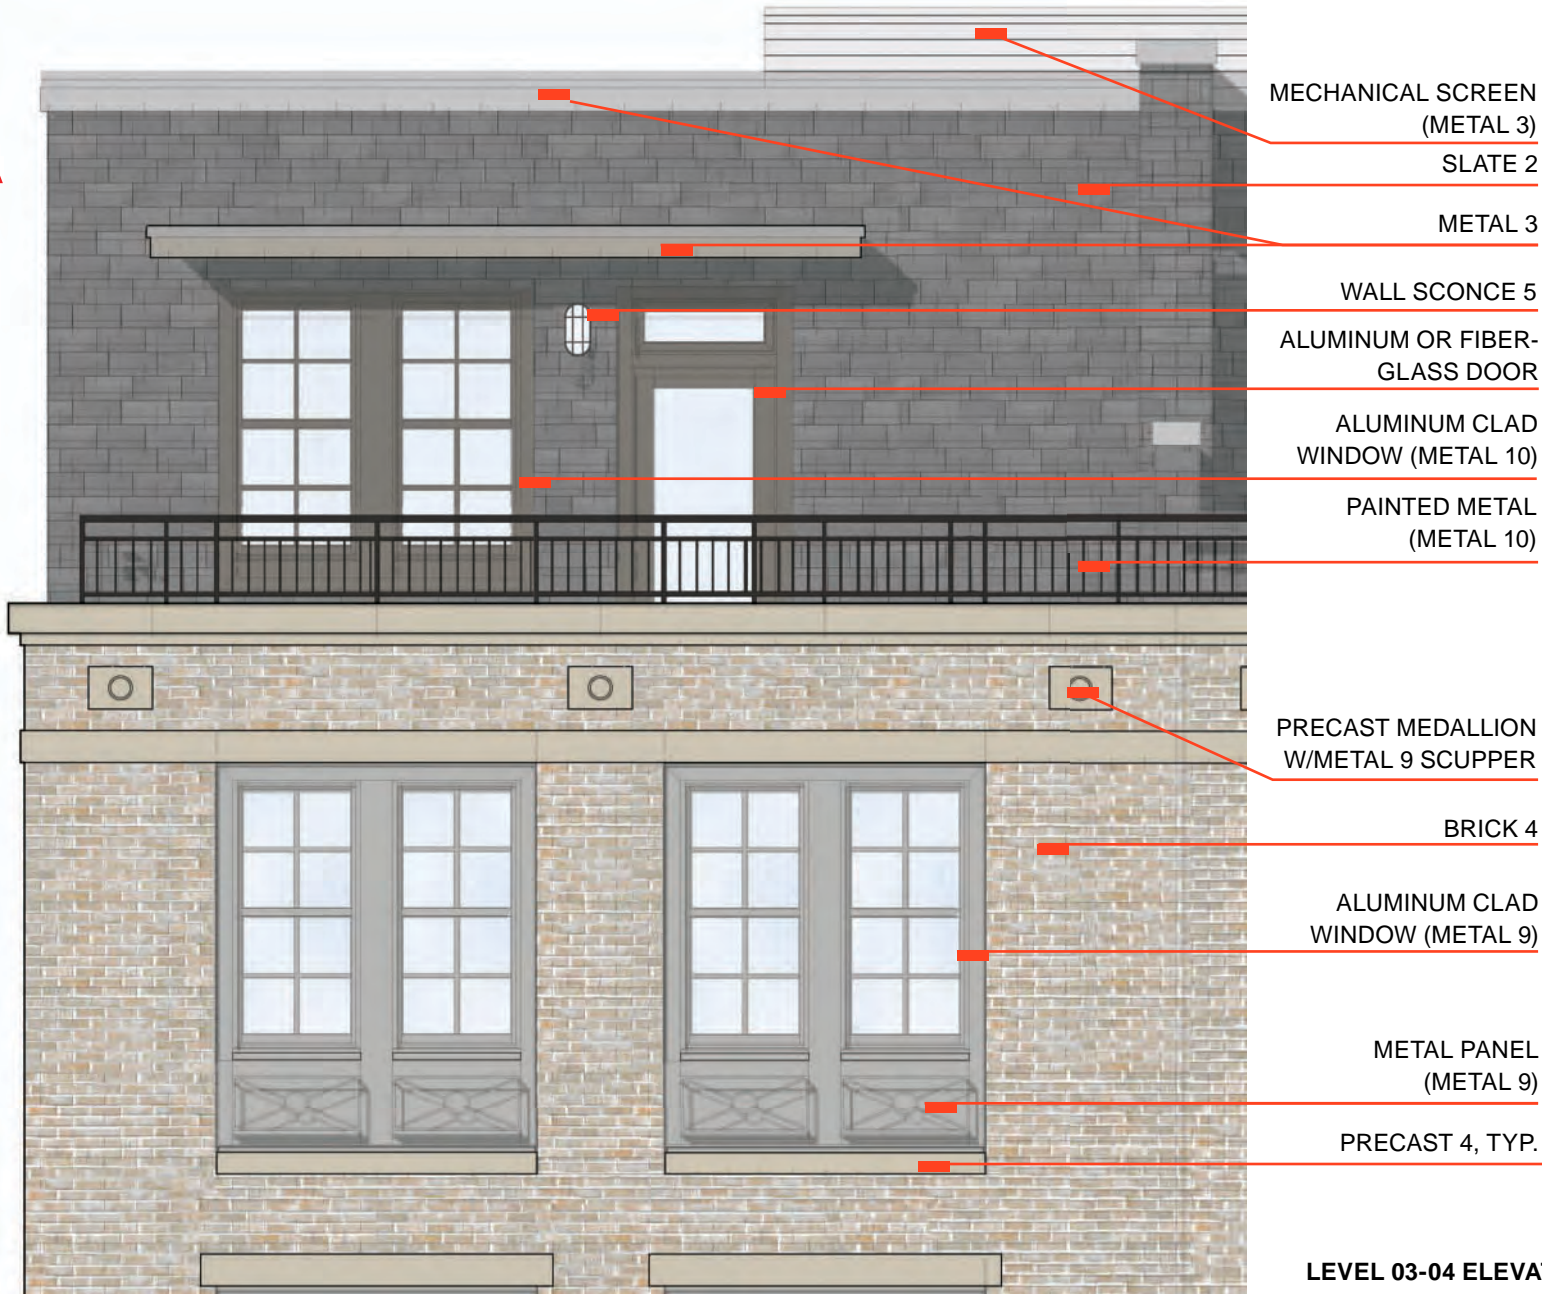 MECHANICAL SCREEN
(METAL 3)
SLATE 2
METAL 3
WALL SCONCE 5
ALUMINUM OR FIBER-
GLASS DOOR
ALUMINUM CLAD
WINDOW (METAL 10)
PAINTED METAL
(METAL 10)
PRECAST MEDALLION
W/METAL 9 SCUPPER
BRICK 4
ALUMINUM CLAD
WINDOW (METAL 9)
METAL PANEL
(METAL 9)
PRECAST 4, TYP.
LEVEL 03-04